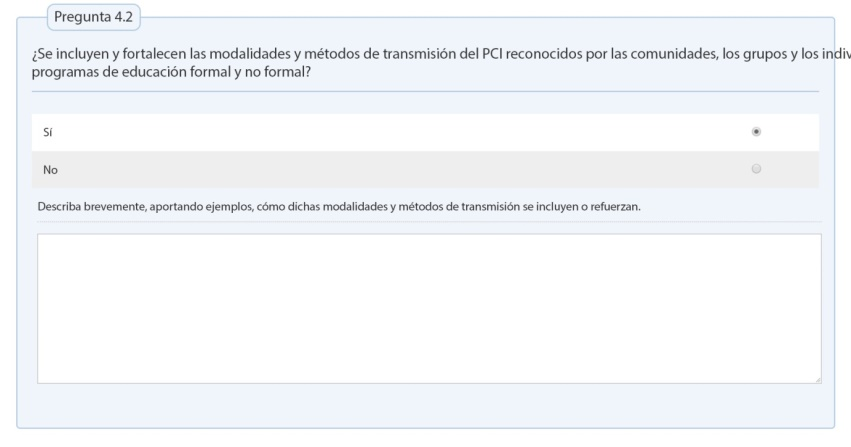 Pregunta 4.2
¿Se incluyen y fortalecen las modalidades y métodos de transmisión del PCI reconocidos por las comunidades, los grupos y los indiv
programas de educación formal y no formal?
Sí
No
Describa brevemente, aportando ejemplos, cómo dichas modalidades y métodos de transmisión se incluyen o refuerzan.